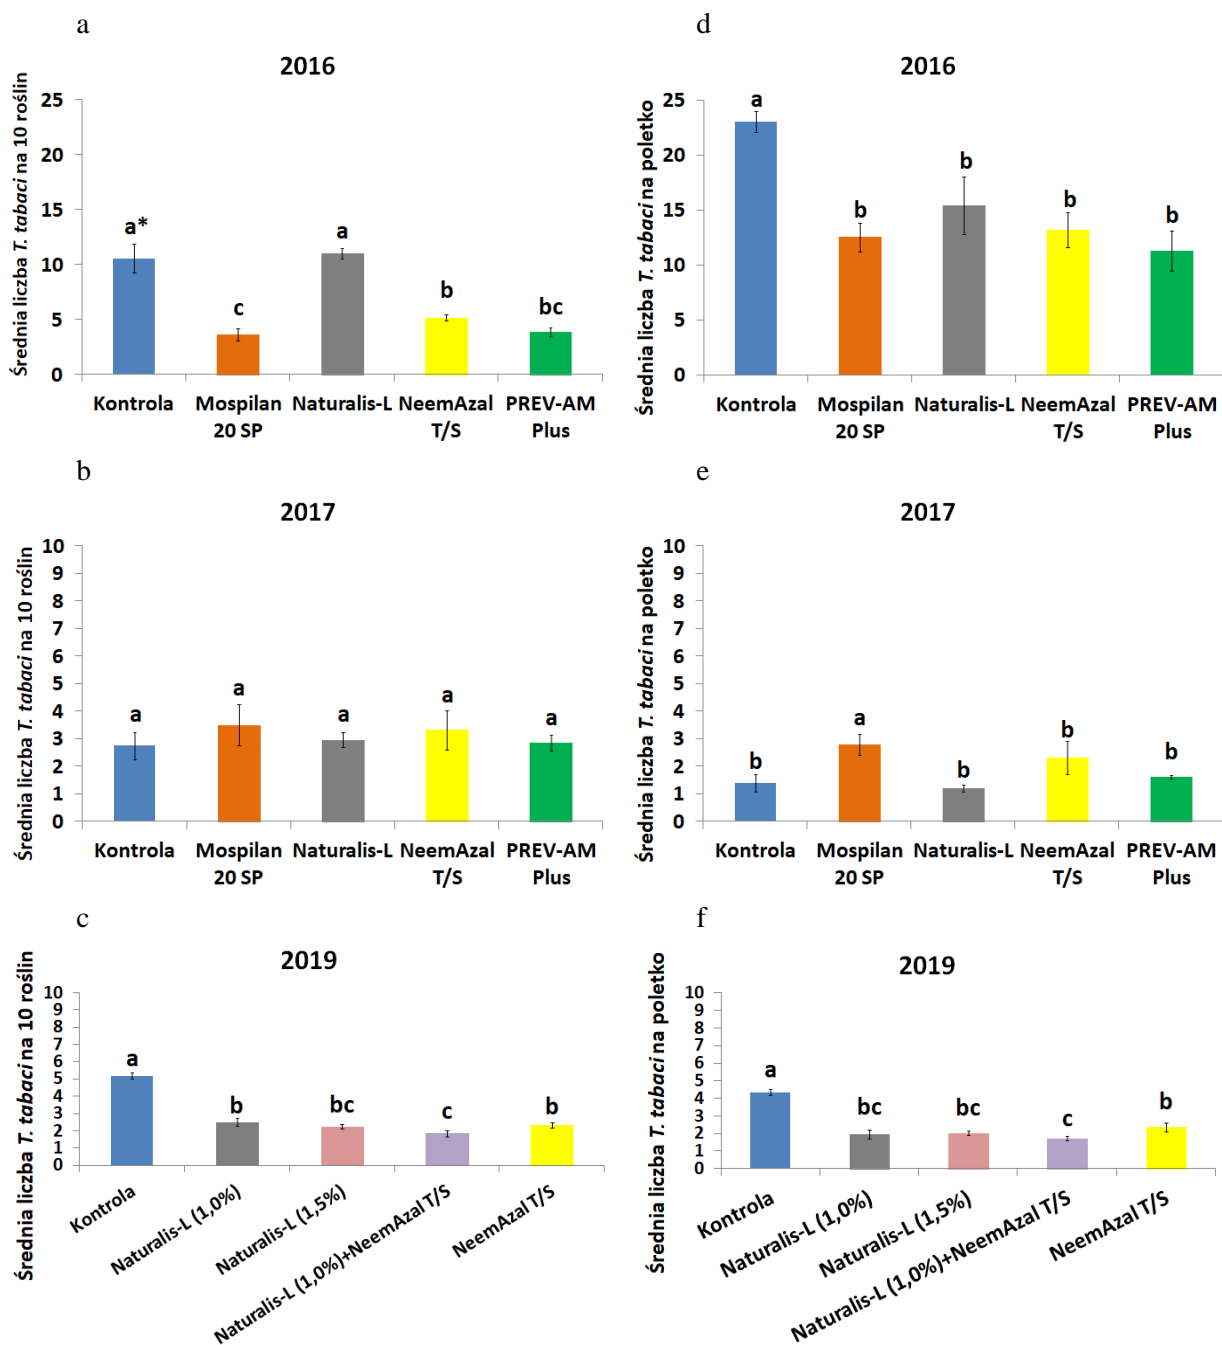 a
2016
Średnia liczba T. tabaci na 10 roślin
25
20
15
10
5
0
a*
c
a
b
bc
Kontrola
Mospilan
20 SP
Naturalis-L
NeemAzal
T/S
PREV-AM
Plus
d
2016
Średnia liczba T. tabaci na poletko
25
20
15
10
5
0
a
b
b
b
b
Kontrola
Mospilan
20 SP
Naturalis-L
NeemAzal
T/S
PREV-AM
Plus
b
2017
Średnia liczba T. tabaci na 10 roślin
10
9
8
7
6
5
4
3
2
1
0
a
a
a
a
a
Kontrola
Mospilan
20 SP
Naturalis-L
NeemAzal
T/S
PREV-AM
Plus
e
2017
Średnia liczba T. tabaci na poletko
10
9
8
7
6
5
4
3
2
1
0
b
a
b
b
b
Kontrola
Mospilan
20 SP
Naturalis-L
NeemAzal
T/S
PREV-AM
Plus
c
2019
Średnia liczba T. tabaci na 10 roślin
10
9
8
7
6
5
4
3
2
1
0
a
b
bc
c
b
Kontrola
Naturalis-L (1,0%)
Naturalis-L (1,5%)
Naturalis-L (1,0%)+NeemAzal T/S
NeemAzal T/S
f
2019
Średnia liczba T. tabaci na poletko
10
9
8
7
6
5
4
3
2
1
0
a
bc
bc
c
b
Kontrola
Naturalis-L (1,0%)
Naturalis-L (1,5%)
Naturalis-L (1,0%)+NeemAzal T/S
NeemAzal T/S